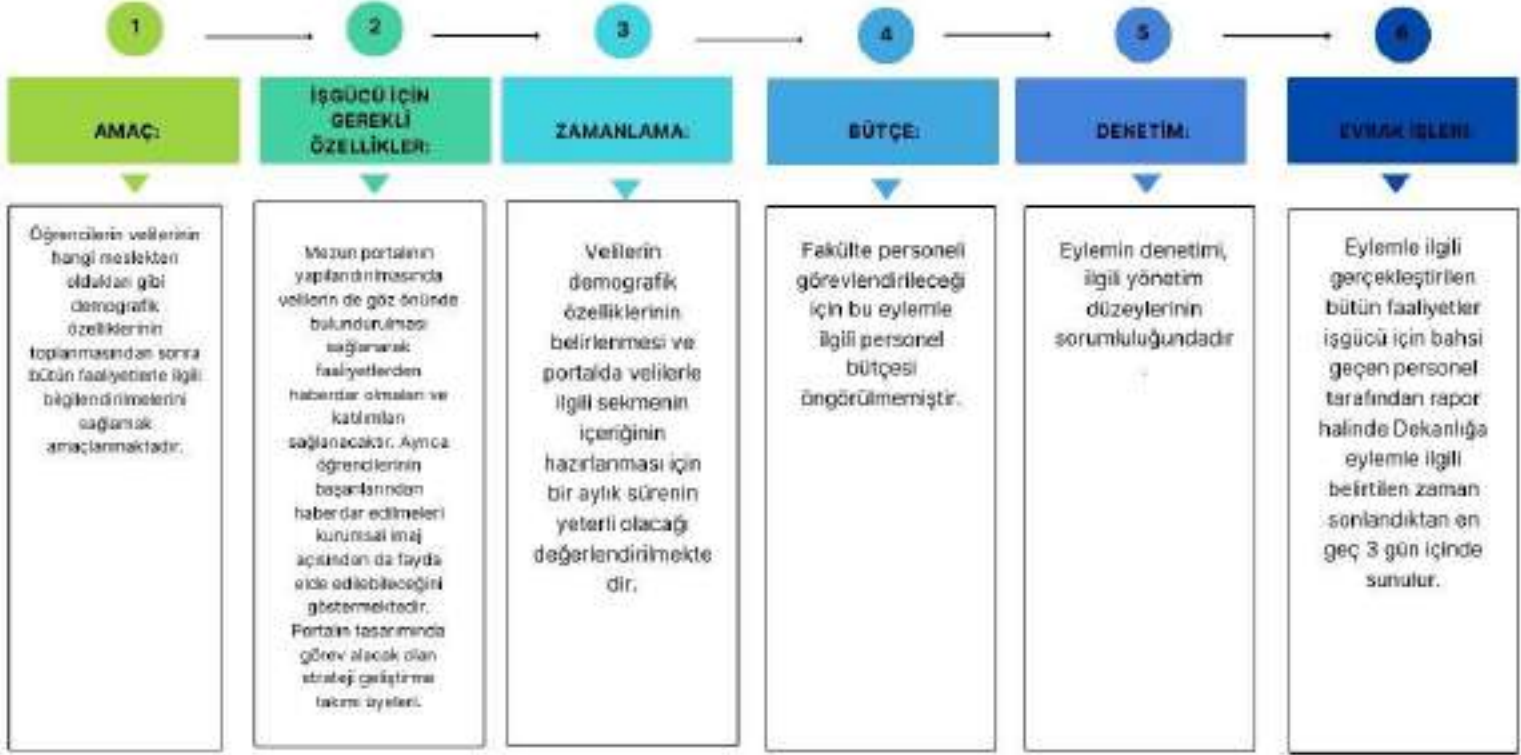 1
2
3
4
5
6
AMAÇ:
İŞGÜCÜ İÇİN
GEREKLİ
ÖZELLİKLER:
ZAMANLAMA:
BÜTÇE:
DENETİM:
EVRAK İŞLERİ:
Öğrencilerin velilerinin
hangi meslekten
oldukları gibi
demografik
özelliklerinin
toplanmasından sonra
bütün faaliyetlerle ilgili
bilgilendirilmelerini
sağlamak
amaçlanmaktadır.
Mezun portalının
yapılandırılmasında
velilerin de göz önünde
bulundurulması
sağlanarak
faaliyetlerden
haberdar olmaları ve
katılımları
sağlanacaktır. Ayrıca
öğrencilerinin
başarılarından
haberdar edilmeleri
kurumsal imaj
açısından da fayda
elde edilebileceğini
göstermektedir.
Portalın tasarımında
görev alacak olan
strateji geliştirme
takımı üyeleri.
Velilerin
demografik
özelliklerinin
belirlenmesi ve
portalda velilerle
ilgili sekmenin
içeriğinin
hazırlanması için
bir aylık sürenin
yeterli olacağı
değerlendirilmekte
dir.
Fakülte personeli
görevlendirileceği
için bu eylemle
ilgili personel
bütçesi
öngörülmemiştir.
Eylemin denetimi,
ilgili yönetim
düzeylerinin
sorumluluğundadır
.
Eylemle ilgili
gerçekleştirilen
bütün faaliyetler
işgücü için bahsi
geçen personel
tarafından rapor
halinde Dekanlığa
eylemle ilgili
belirtilen zaman
sonlandıktan en
geç 3 gün içinde
sunulur.